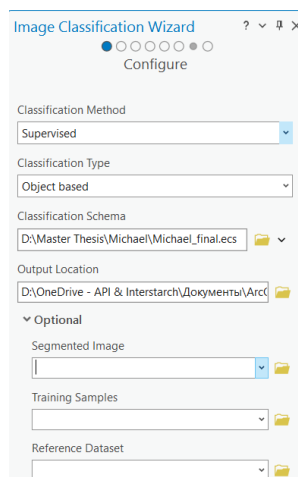 Image Classification Wizard
Configure
Classification Method
Supervised
Classification Type
Object based
Classification Schema
D:\Master Thesis\Michael\Michael_final.ecs
Output Location
D:\OneDrive - API & Interstarch\Документы\ArcG
Optional
Segmented Image
Training Samples
Reference Dataset